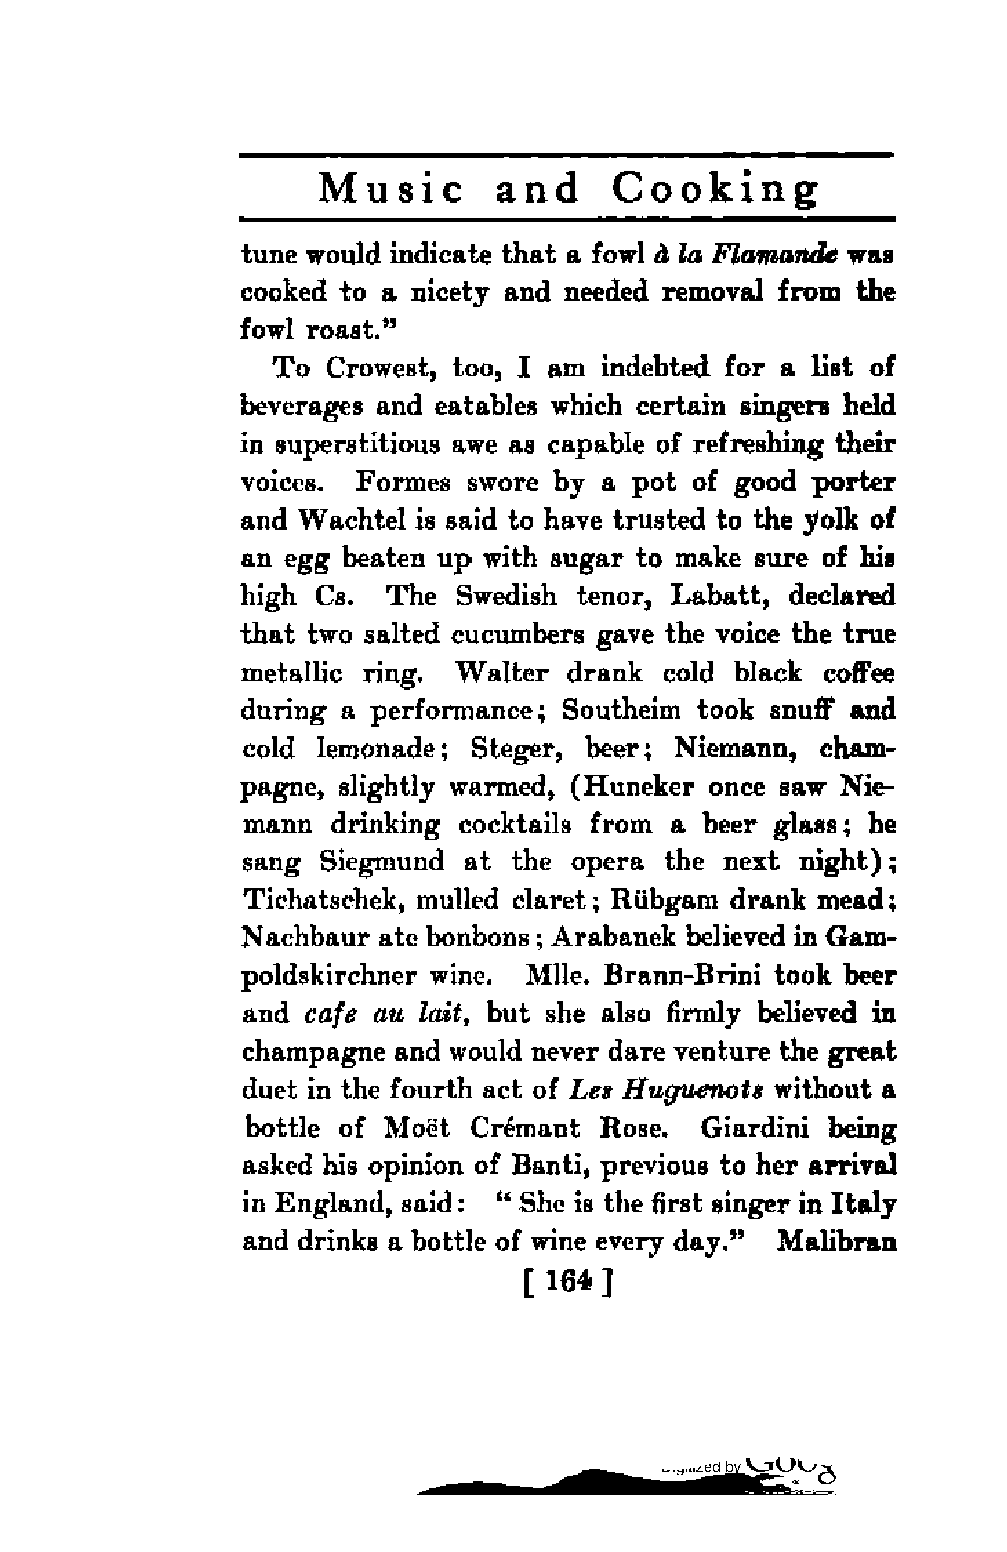 Music and Cooking
tune would indicate that a fowl à la Flamande was
cooked to a nicety and needed removal from the
fowl roast."
To Crowest, too, I am indebted for a list of
beverages and eatables which certain singers held
in superstitious awe as capable of refreshing their
voices. Formes swore by a pot of good porter
and Wachtel is said to have trusted to the yolk of
an egg beaten up with sugar to make sure of his
high Cs. The Swedish tenor, Labatt, declared
that two salted cucumbers gave the voice the true
metallic ring. Walter drank cold black coffee
during a performance; Southeim took snuff and
cold lemonade; Steger, beer; Niemann, cham-
pagne, slightly warmed, (Huneker once saw Nie-
mann drinking cocktails from a beer glass; he
sang Siegmund at the opera the next night);
Tichatschek, mulled claret; Rübgam drank mead;
Nachbaur ate bonbons; Arabanek believed in Gam-
poldskirchner wine. Mlle. Brann-Brini took beer
and cafe au lait, but she also firmly believed in
champagne and would never dare venture the great
duet in the fourth act of Les Huguenots without a
bottle of Moët Crémant Rose. Giardini being
asked his opinion of Banti, previous to her arrival
in England, said: "She is the first singer in Italy
and drinks a bottle of wine every day." Malibran
[ 164 ]
by